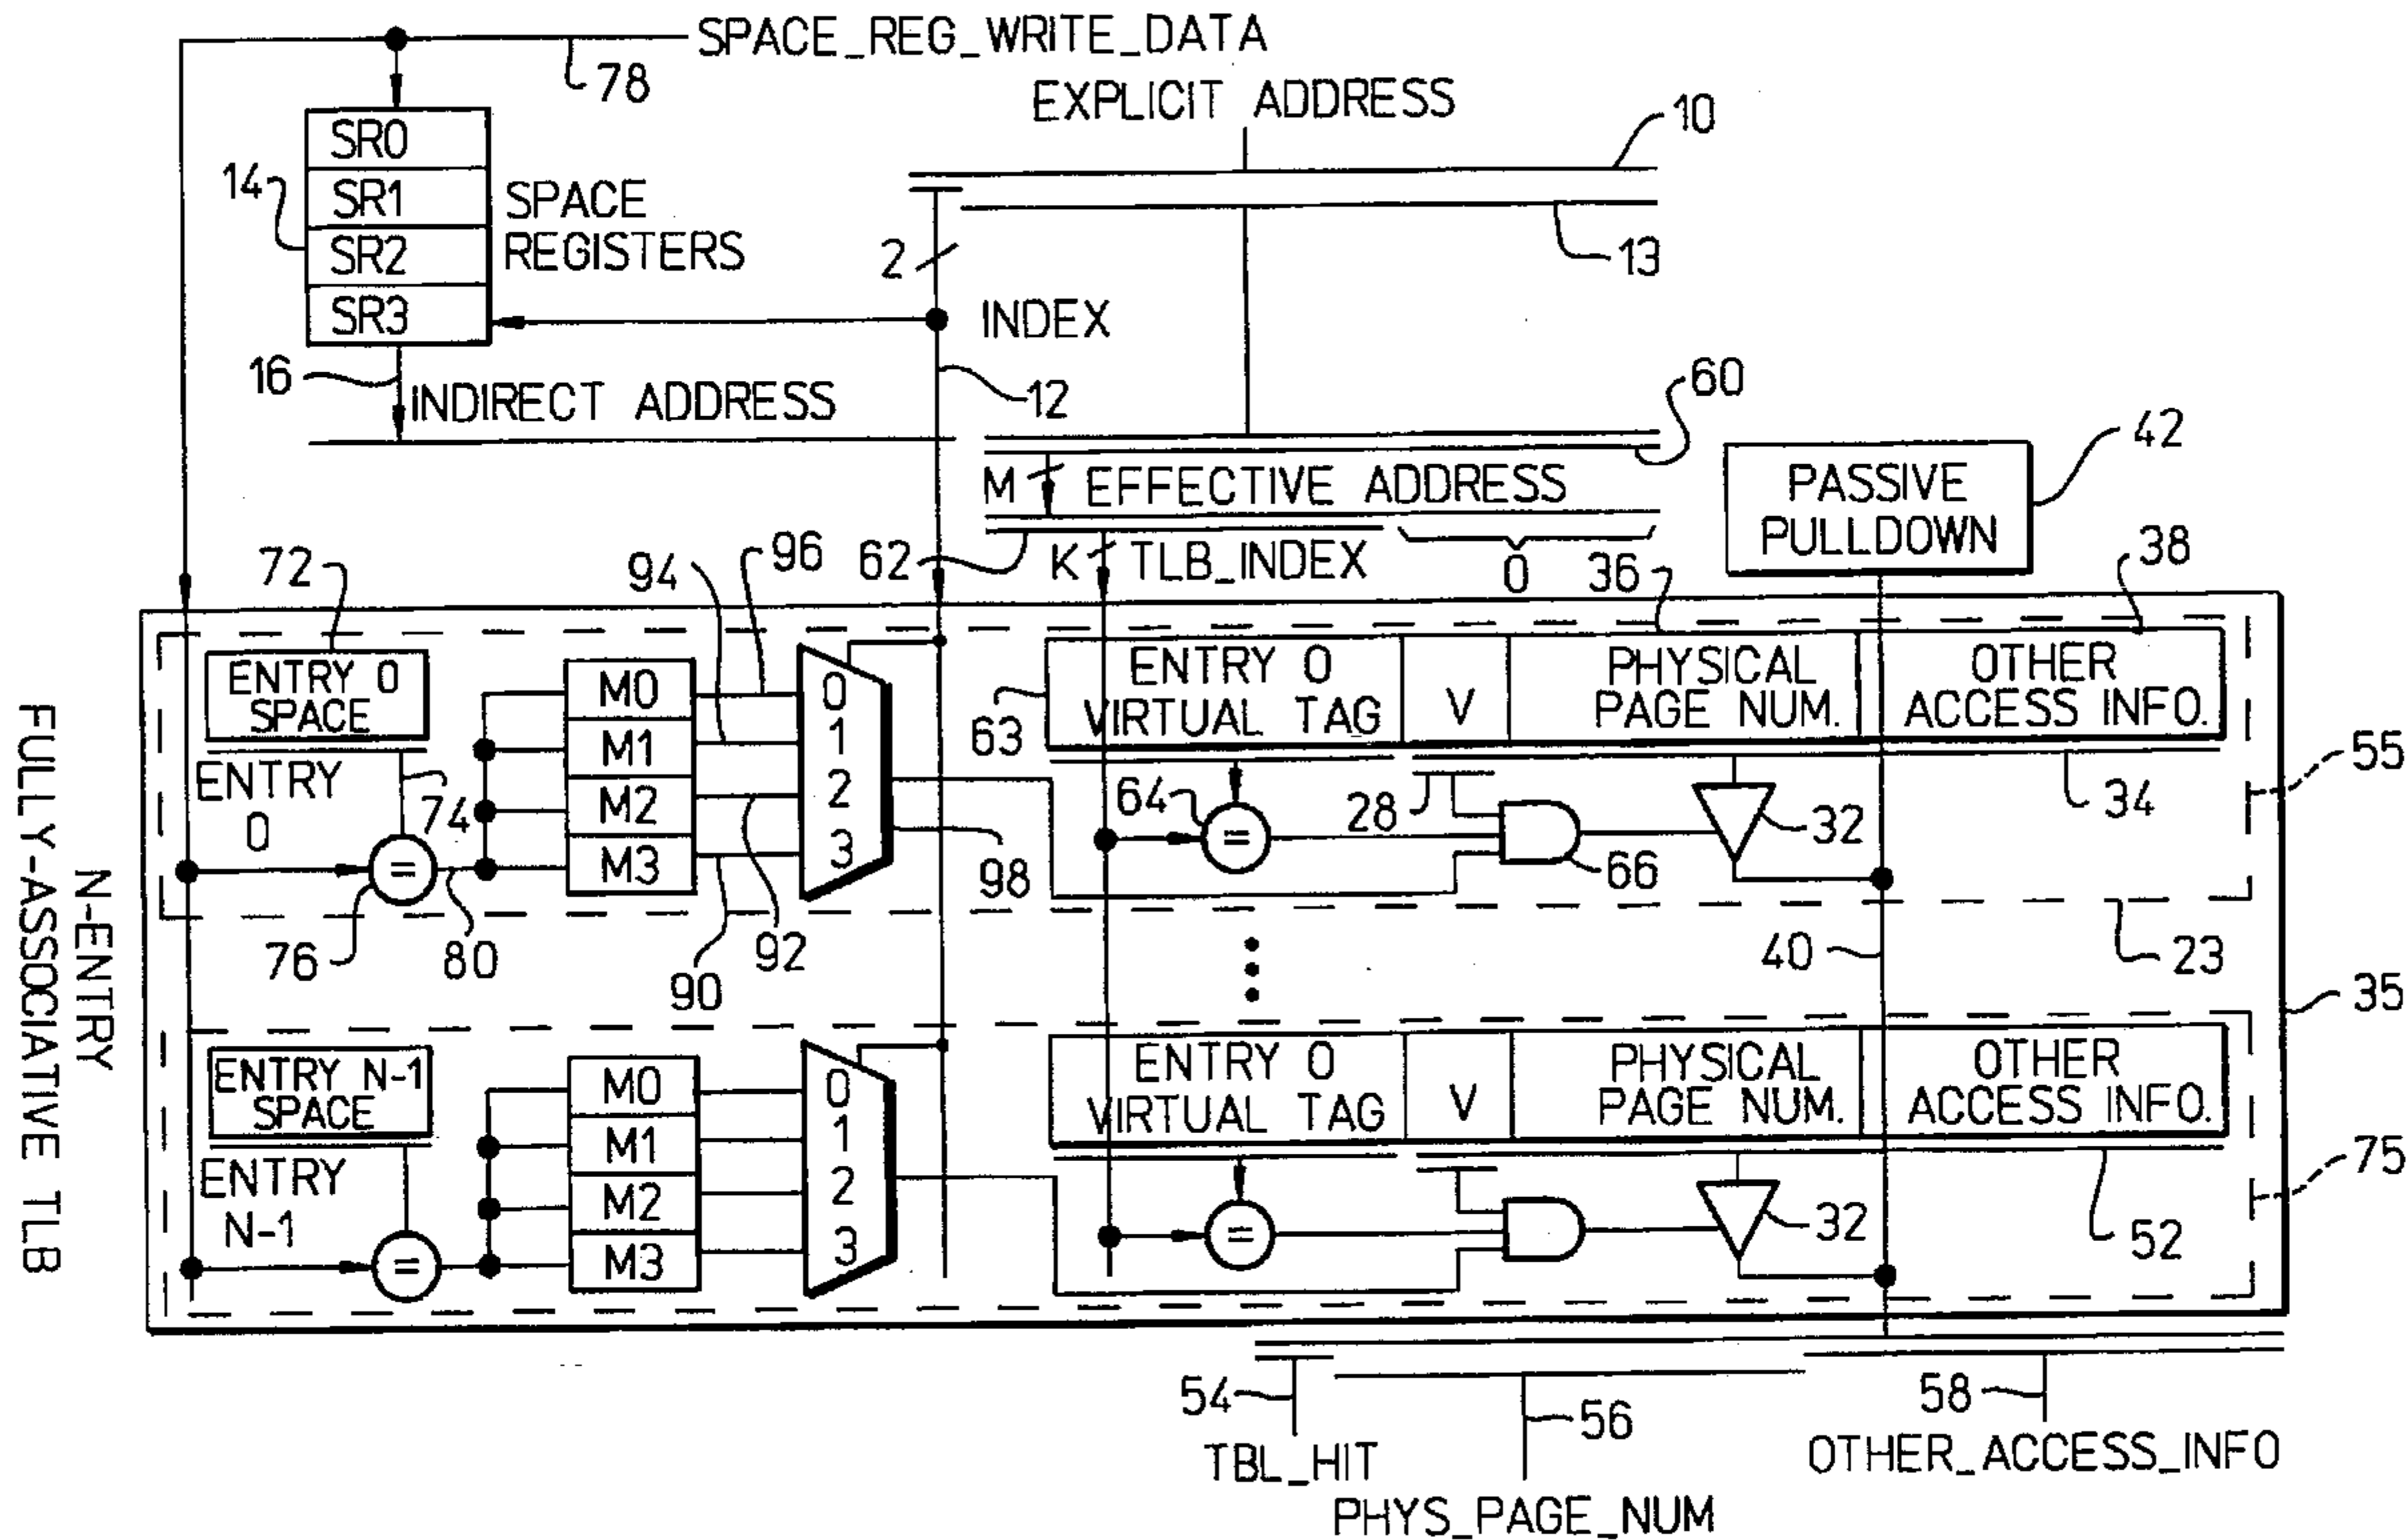 SPACE_REG_WRITE_DATA
78
EXPLICIT ADDRESS
10
SR0
SR1
SR2
SR3
14
SPACE
REGISTERS
2
13
INDEX
16
INDIRECT ADDRESS
12
60
42
M
EFFECTIVE ADDRESS
PASSIVE
PULLDOWN
72
94
96
62
K
TLB_INDEX
0
36
38
ENTRY 0
SPACE
M0
M1
M2
M3
0
1
2
3
63
ENTRY 0
VIRTUAL TAG
V
PHYSICAL
PAGE NUM.
OTHER
ACCESS INFO.
55
ENTRY
0
74
=
64
=
28
32
34
66
98
76
80
90
92
40
23
35
N-ENTRY
FULLY-ASSOCIATIVE TLB
ENTRY N-1
SPACE
M0
M1
M2
M3
0
1
2
3
ENTRY 0
VIRTUAL TAG
V
PHYSICAL
PAGE NUM.
OTHER
ACCESS INFO.
75
ENTRY
N-1
=
=
32
52
54
56
58
TBL_HIT
OTHER_ACCESS_INFO
PHYS_PAGE_NUM